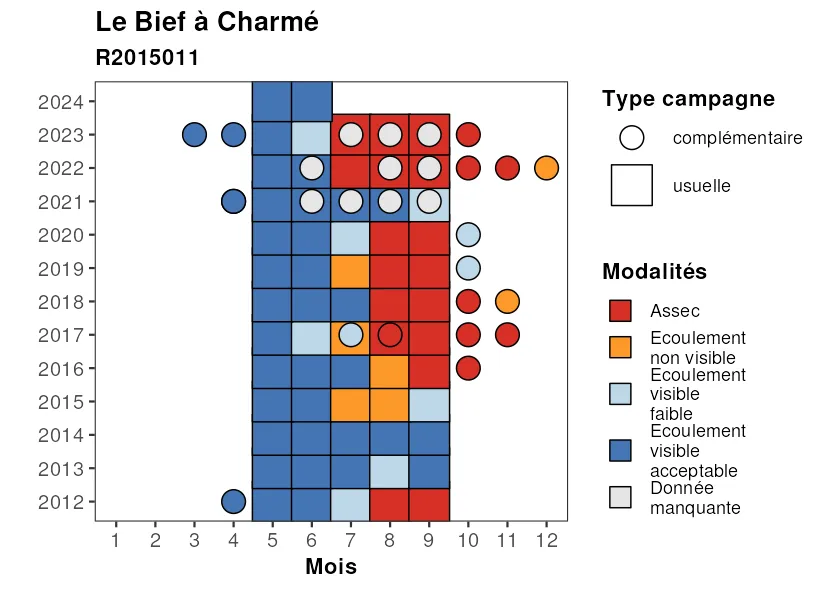 Le Bief à Charmé
R2015011
2024
2023
2022
2021
2020
2019
2018
2017
2016
2015
2014
2013
2012
1 2 3 4 5 6 7 8 9 10 11 12
Mois
Type campagne
complémentaire
usuelle
Modalités
Assec
Ecoulement
non visible
Ecoulement
visible
faible
Ecoulement
visible
acceptable
Donnée
manquante